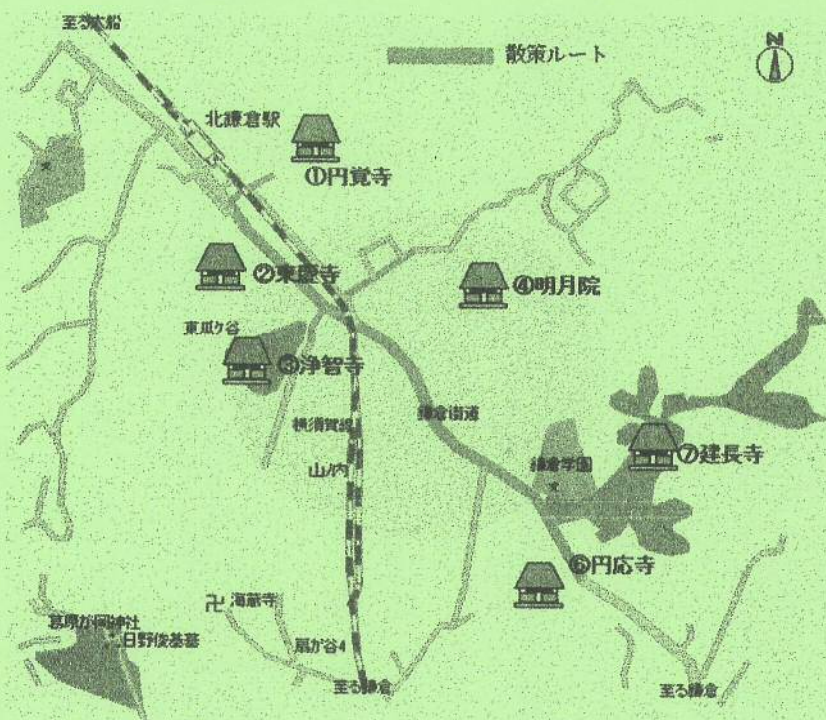 至る大船
散策ルート
N
北鎌倉駅
①円覚寺
②東慶寺
④明月院
東瓜ケ谷
③浄智寺
鎌倉街道
横須賀線
山ノ内
鎌倉学園
⑦建長寺
⑥円応寺
卍 海蔵寺
葛原が岡神社
日野俊基墓
扇が谷4
至る鎌倉
至る鎌倉